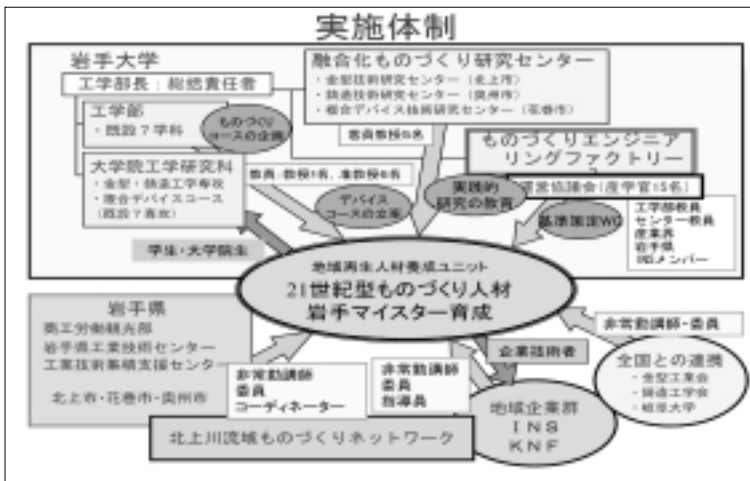 実施体制
岩手大学
工学部長：総括責任者
工学部
・既設７学科
ものづくり
コースの企画
大学院工学研究科
・金型・鋳造工学専攻
・複合デバイスコース
（既設７専攻）
融合化ものづくり研究センター
・金型技術研究センター（北上市）
・鋳造技術研究センター（奥州市）
・複合デバイス技術研究センター（花巻市）
客員教授
ものづくりエンジニア
リングファクトリー
運営協議会（産学官15名）
デバイス
コースの企画
実践的
研究の教育
基準策定WG
工学部教員
センター教員
産業界
岩手県
INSメンバー
学生・大学院生
地域再生人材養成ユニット
21世紀型ものづくり人材
岩手マイスター育成
岩手県
商工労働観光部
岩手県工業技術センター
工業技術集積支援センター
北上市・花巻市・奥州市
非常勤講師
委員
コーディネーター
非常勤講師
委員
指導員
企業技術者
非常勤講師・委員
全国との連携
・金型工業会
・鋳造工学会
・岐阜大学
地域企業群
ＩＮＳ
ＫＮＦ
北上川流域ものづくりネットワーク